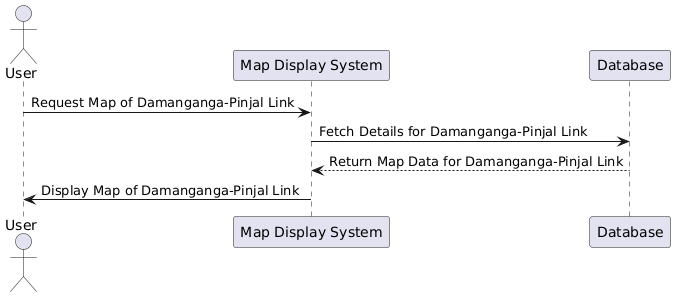 User
Map Display System
Database
Request Map of Damanganga-Pinjal Link
Fetch Details for Damanganga-Pinjal Link
Return Map Data for Damanganga-Pinjal Link
Display Map of Damanganga-Pinjal Link
User
Map Display System
Database